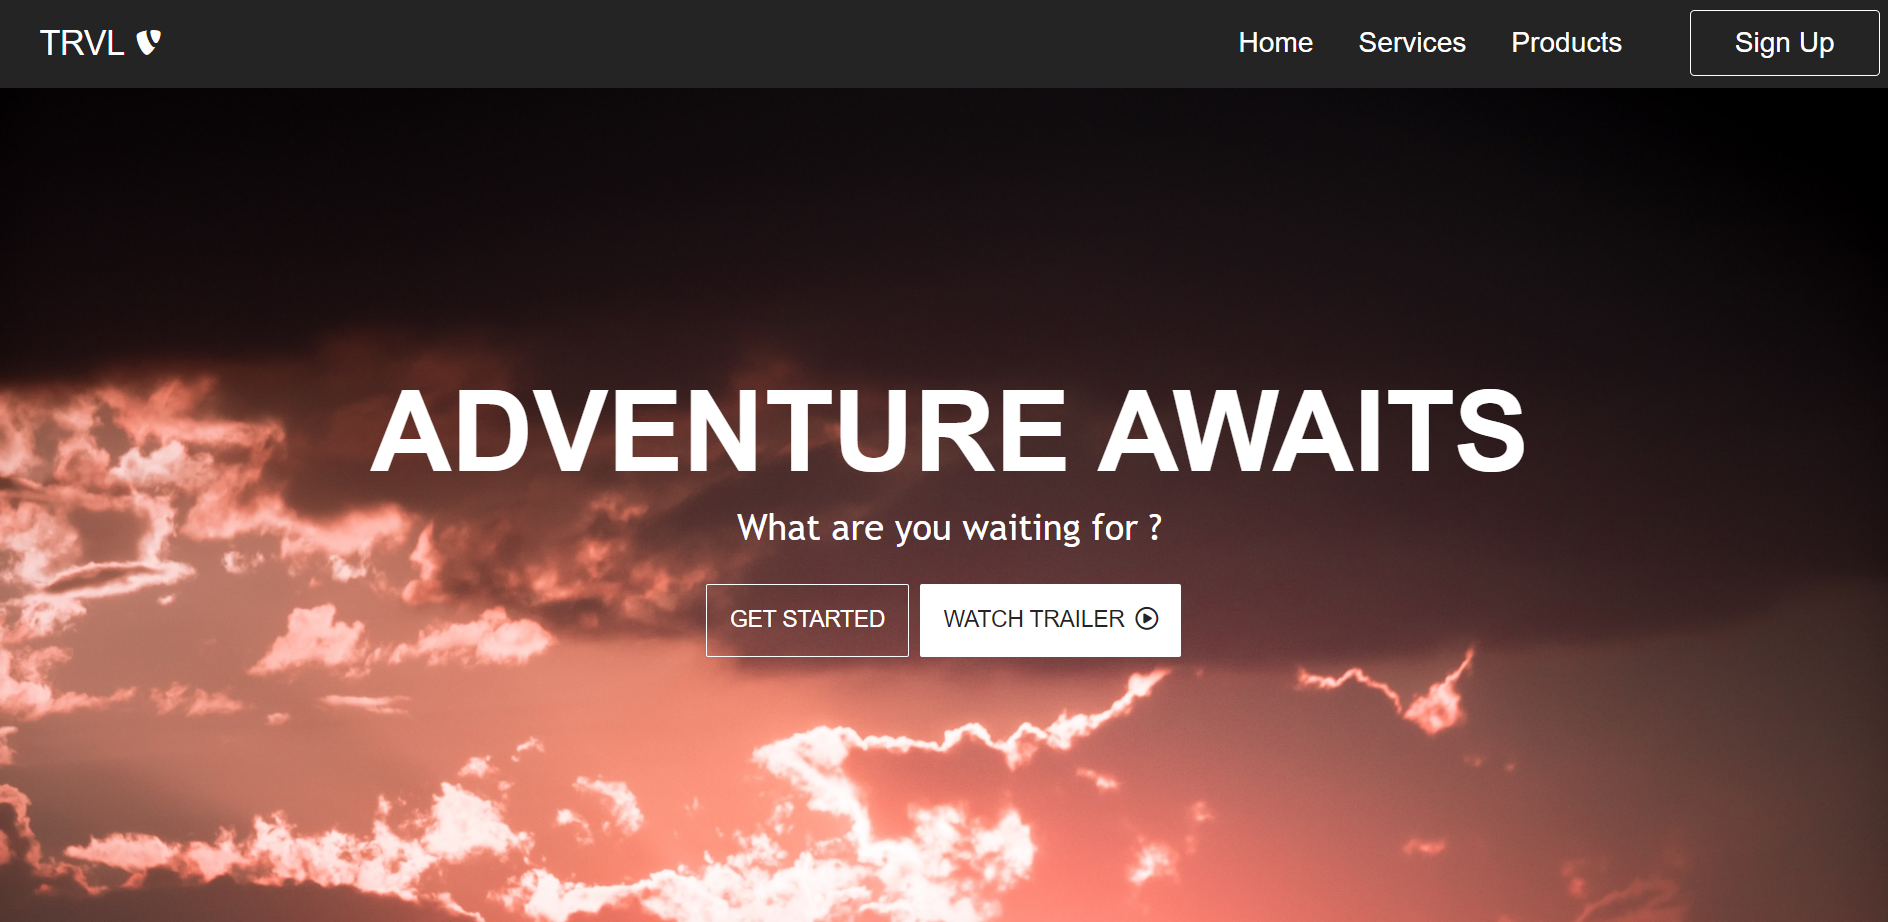 TRVL
Home Services Products Sign Up
ADVENTURE AWAITS
What are you waiting for ?
GET STARTED WATCH TRAILER